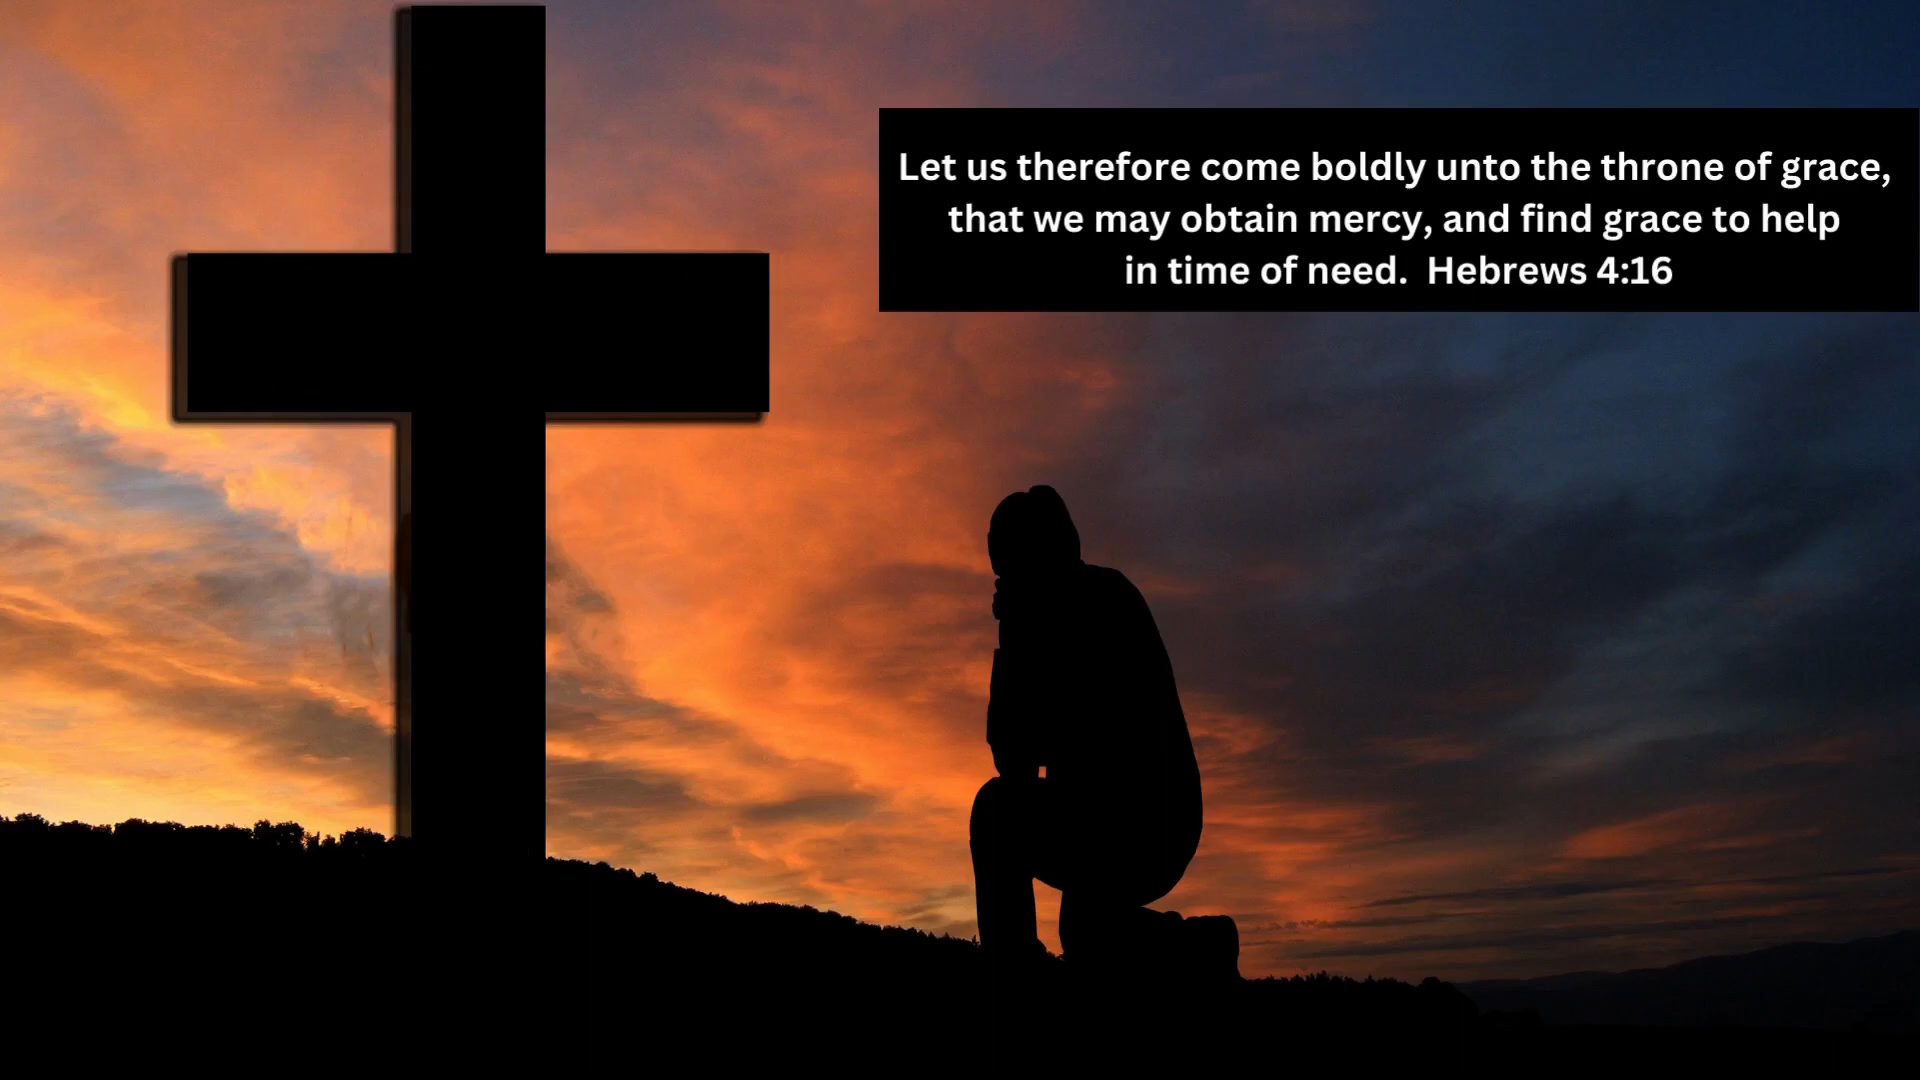 Let us therefore come boldly unto the throne of grace,
that we may obtain mercy, and find grace to help
in time of need.  Hebrews 4:16